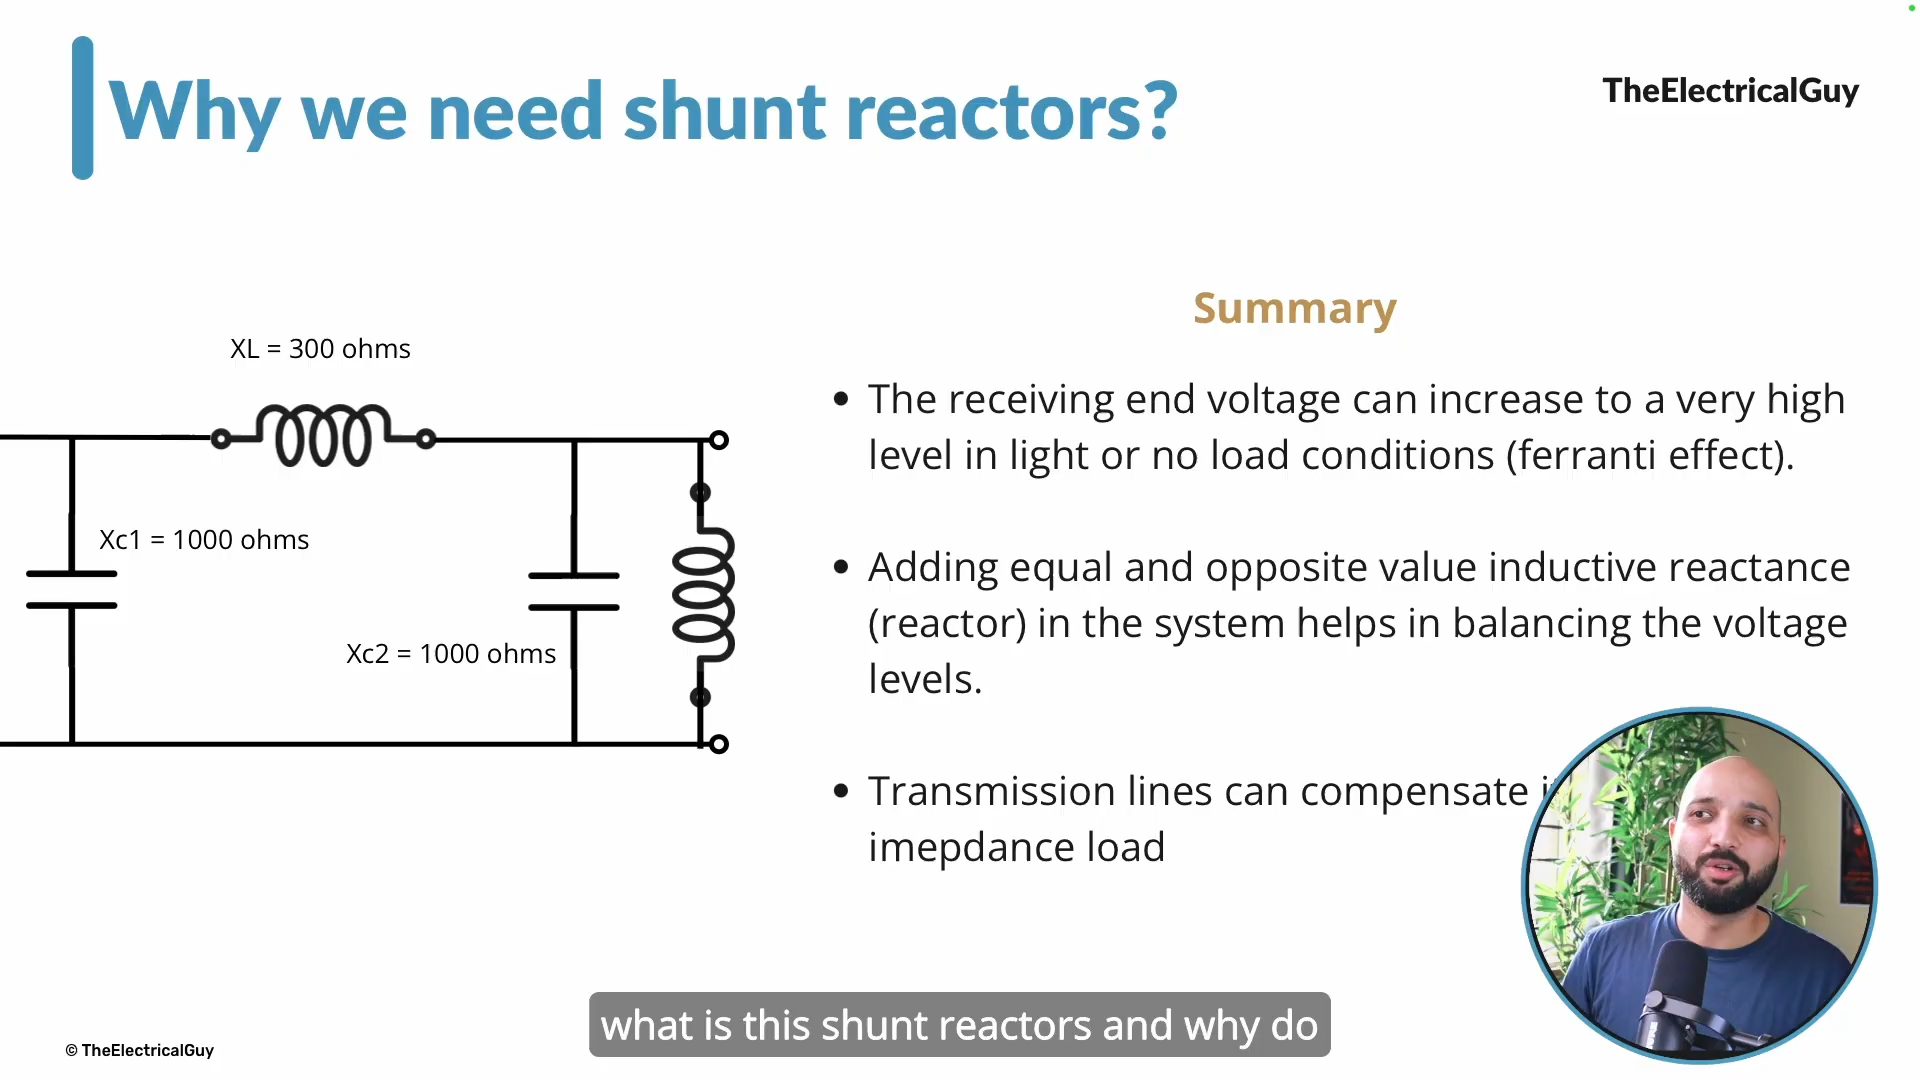 Why we need shunt reactors?
TheElectricalGuy
Summary
XL = 300 ohms
Xc1 = 1000 ohms
Xc2 = 1000 ohms
• The receiving end voltage can increase to a very high
level in light or no load conditions (ferranti effect).
• Adding equal and opposite value inductive reactance
(reactor) in the system helps in balancing the voltage
levels.
• Transmission lines can compensate
imepdance load
what is this shunt reactors and why do
© TheElectricalGuy